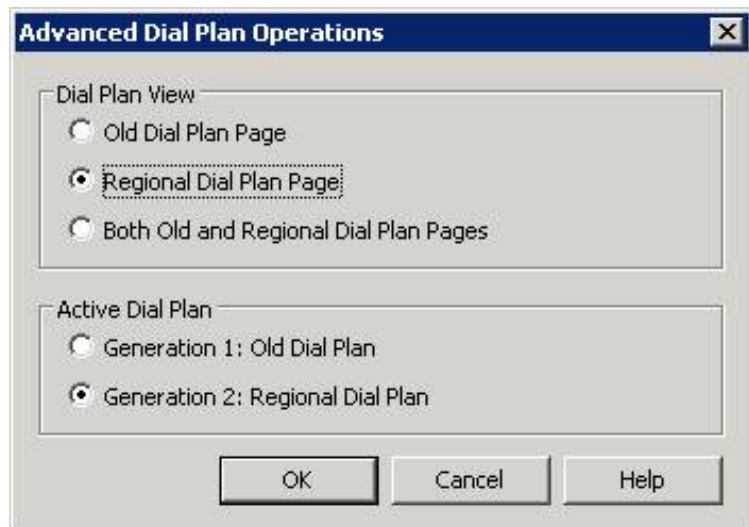 Advanced Dial Plan Operations
Dial Plan View
Old Dial Plan Page
Regional Dial Plan Page
Both Old and Regional Dial Plan Pages
Active Dial Plan
Generation 1: Old Dial Plan
Generation 2: Regional Dial Plan
OK Cancel Help